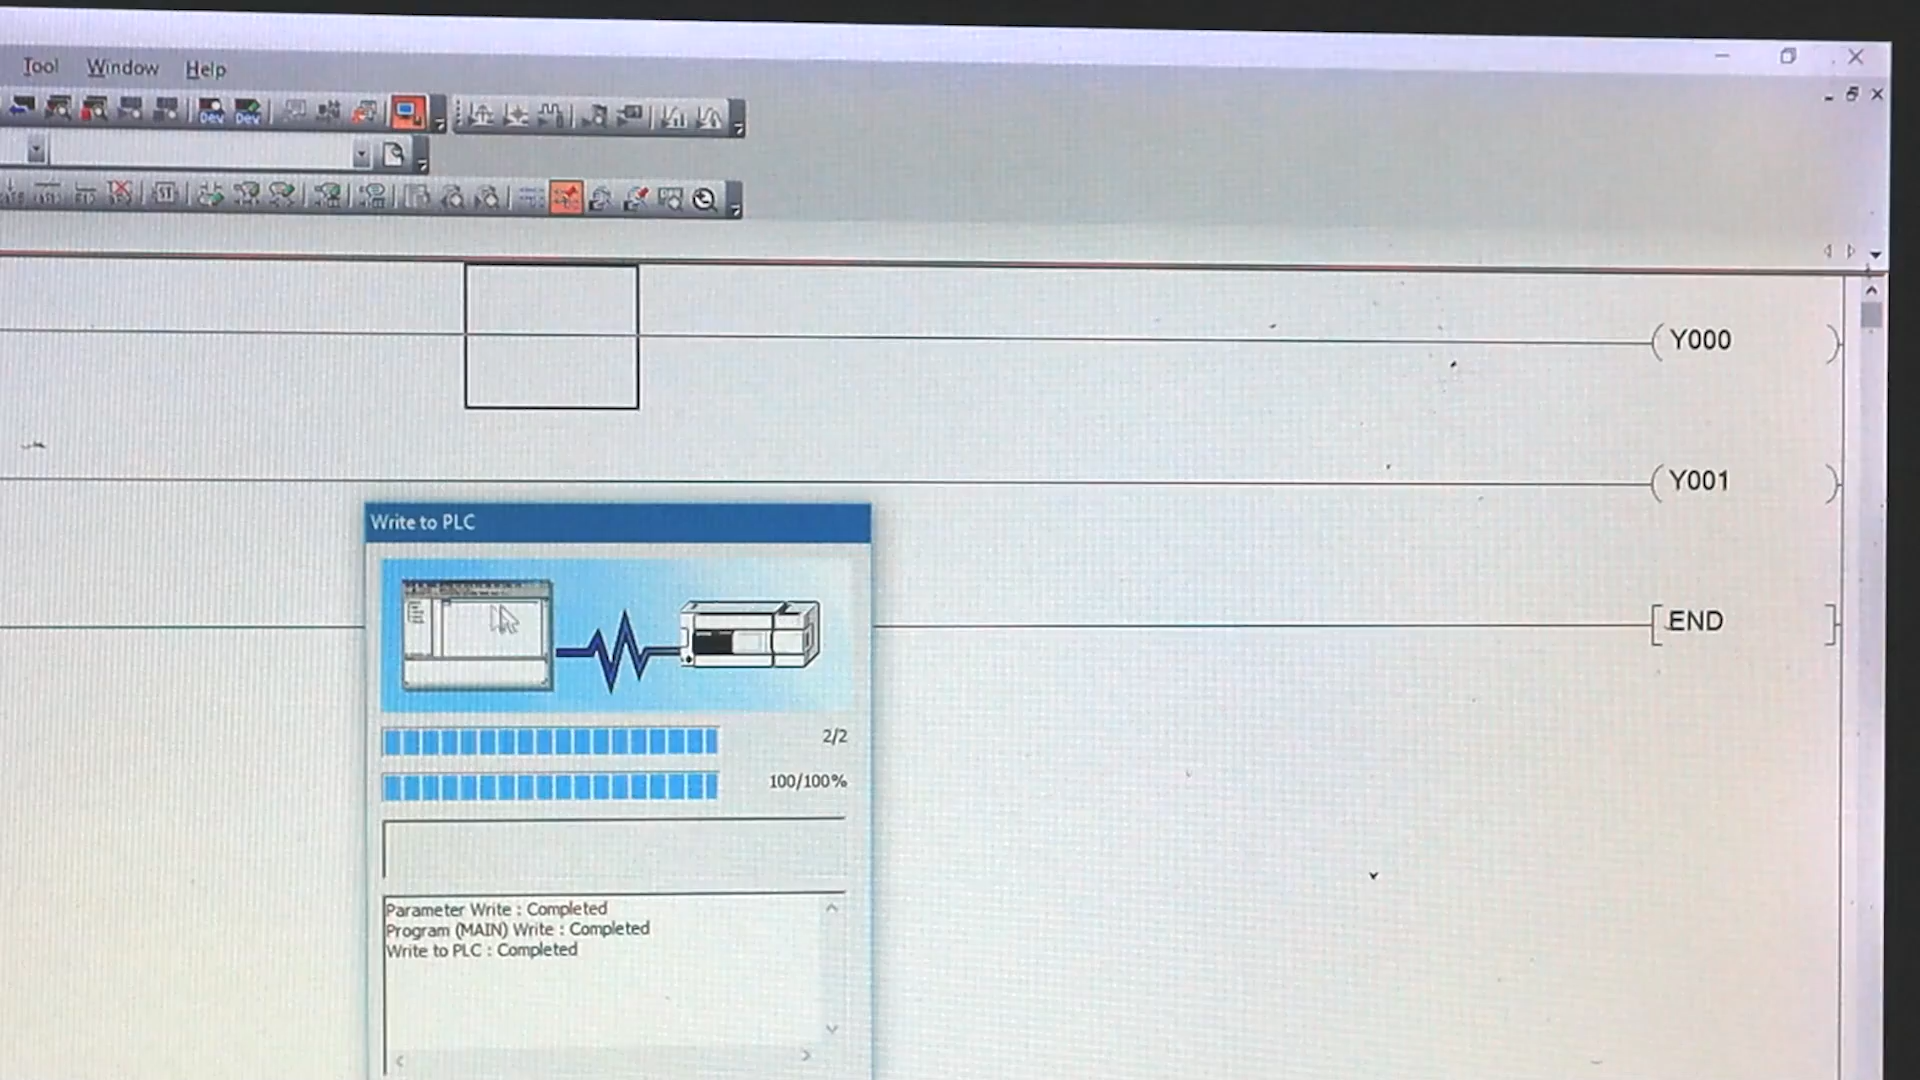 Tool Window Help
Dev Dev
ST
Y000
Y001
Write to PLC
END
2/2
100/100%
Parameter Write : Completed
Program (MAIN) Write : Completed
Write to PLC : Completed